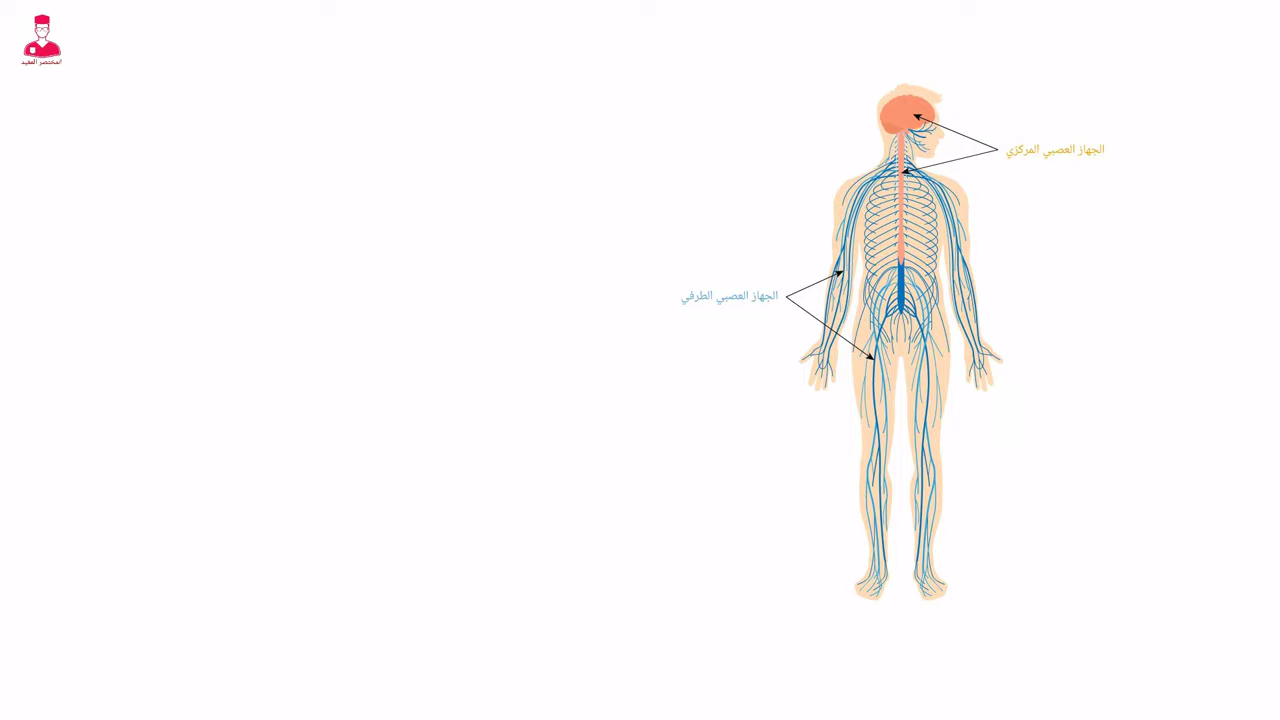 المختصر المفيد
الجهاز العصبي المركزي
الجهاز العصبي الطرفي